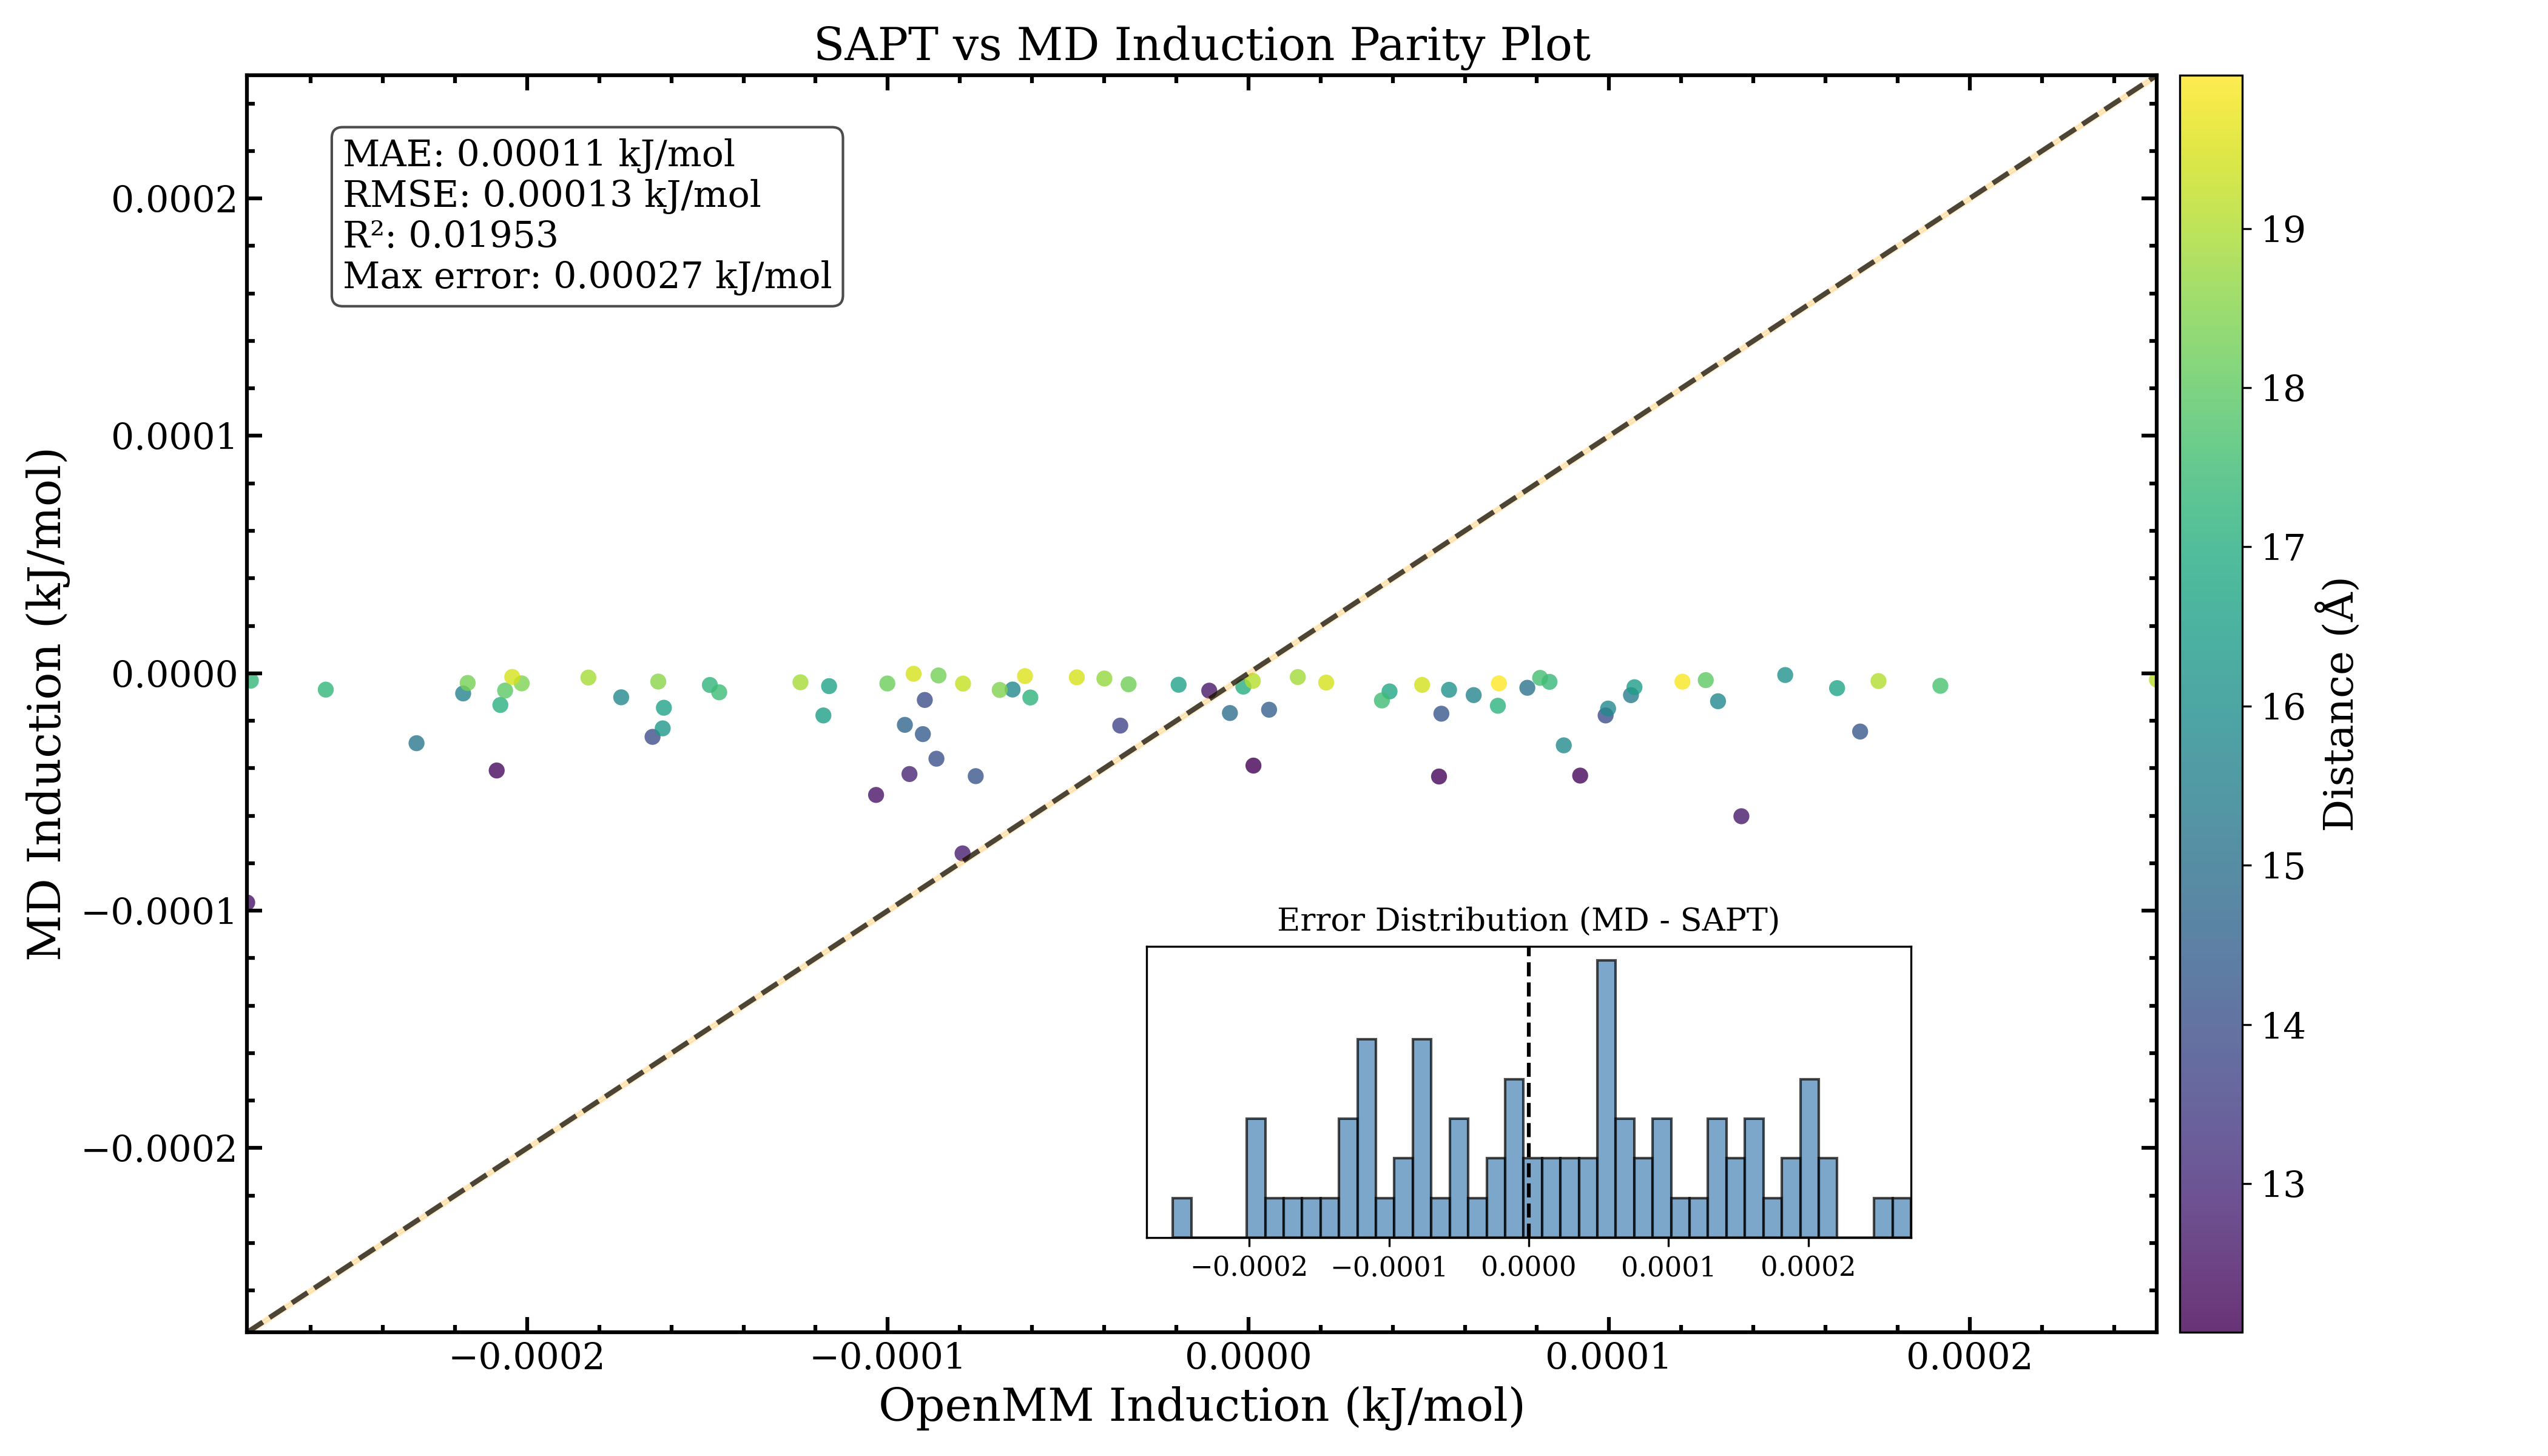 SAPT vs MD Induction Parity Plot
MAE: 0.00011 kJ/mol
RMSE: 0.00013 kJ/mol
R²: 0.01953
Max error: 0.00027 kJ/mol
MD Induction (kJ/mol)
0.0002
0.0001
0.0000
−0.0001
−0.0002
Error Distribution (MD - SAPT)
−0.0002 −0.0001 0.0000 0.0001 0.0002
−0.0002 −0.0001 0.0000 0.0001 0.0002
OpenMM Induction (kJ/mol)
19
18
17
16
15
14
13
Distance (Å)